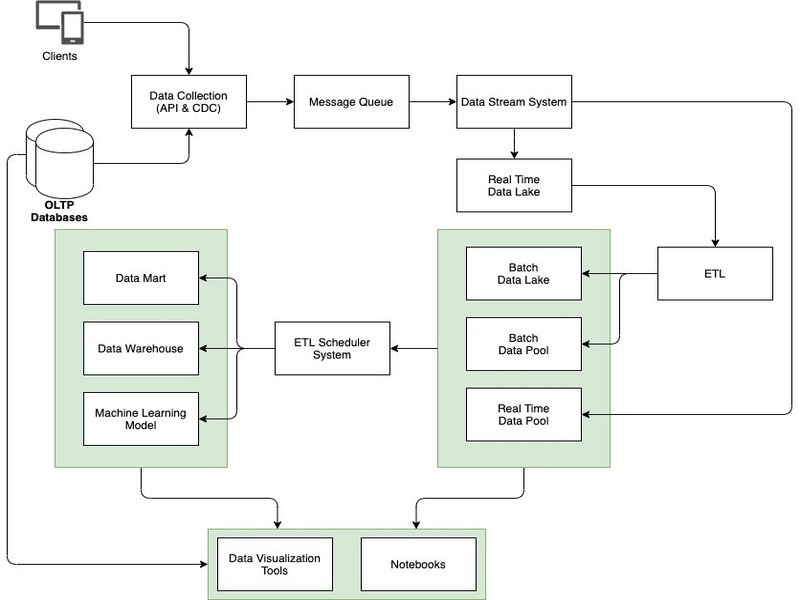 Clients
Data Collection
(API & CDC)
Message Queue
Data Stream System
OLTP
Databases
Real Time
Data Lake
Data Mart
Batch
Data Lake
ETL
Data Warehouse
ETL Scheduler
System
Batch
Data Pool
Machine Learning
Model
Real Time
Data Pool
Data Visualization
Tools
Notebooks